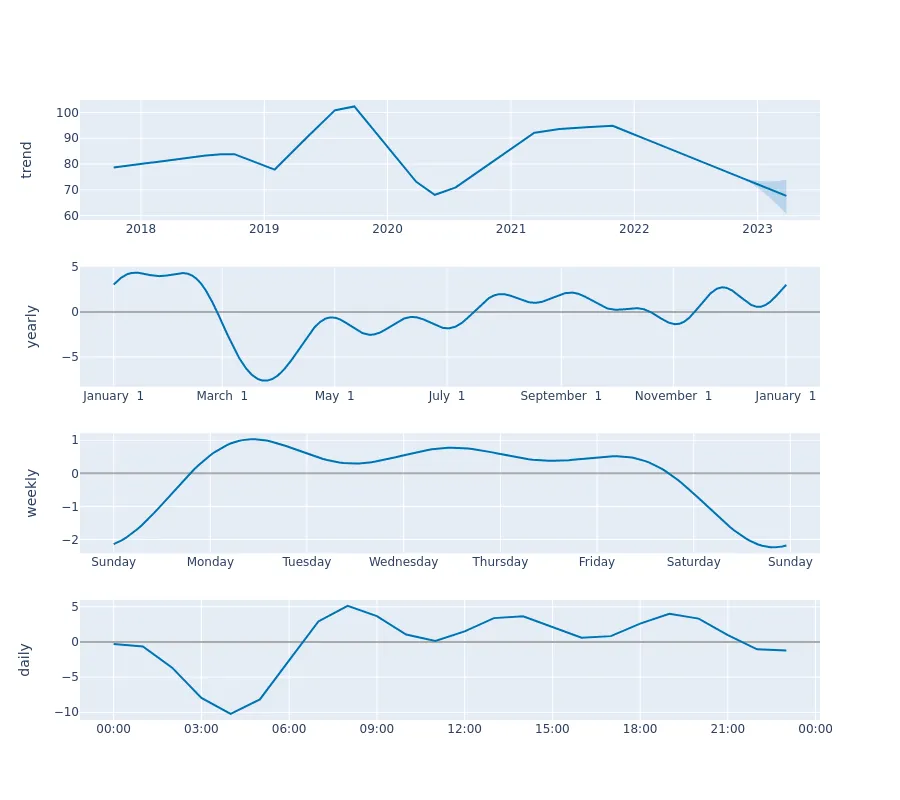 trend
100
90
80
70
60
2018 2019 2020 2021 2022 2023
yearly
5
0
−5
January 1 March 1 May 1 July 1 September 1 November 1 January 1
weekly
1
0
−1
−2
Sunday Monday Tuesday Wednesday Thursday Friday Saturday Sunday
daily
5
0
−5
−10
00:00 03:00 06:00 09:00 12:00 15:00 18:00 21:00 00:00